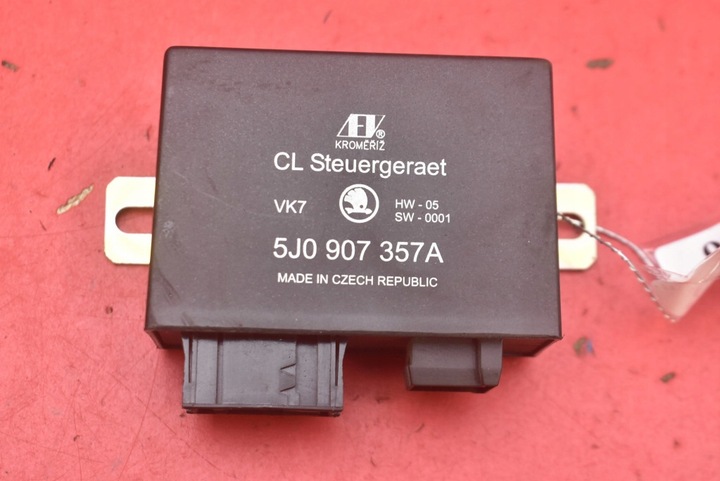 AEV®
KROMĚŘÍŽ
CL Steuergeraet
VK7
HW - 05
SW - 0001
5J0 907 357A
MADE IN CZECH REPUBLIC